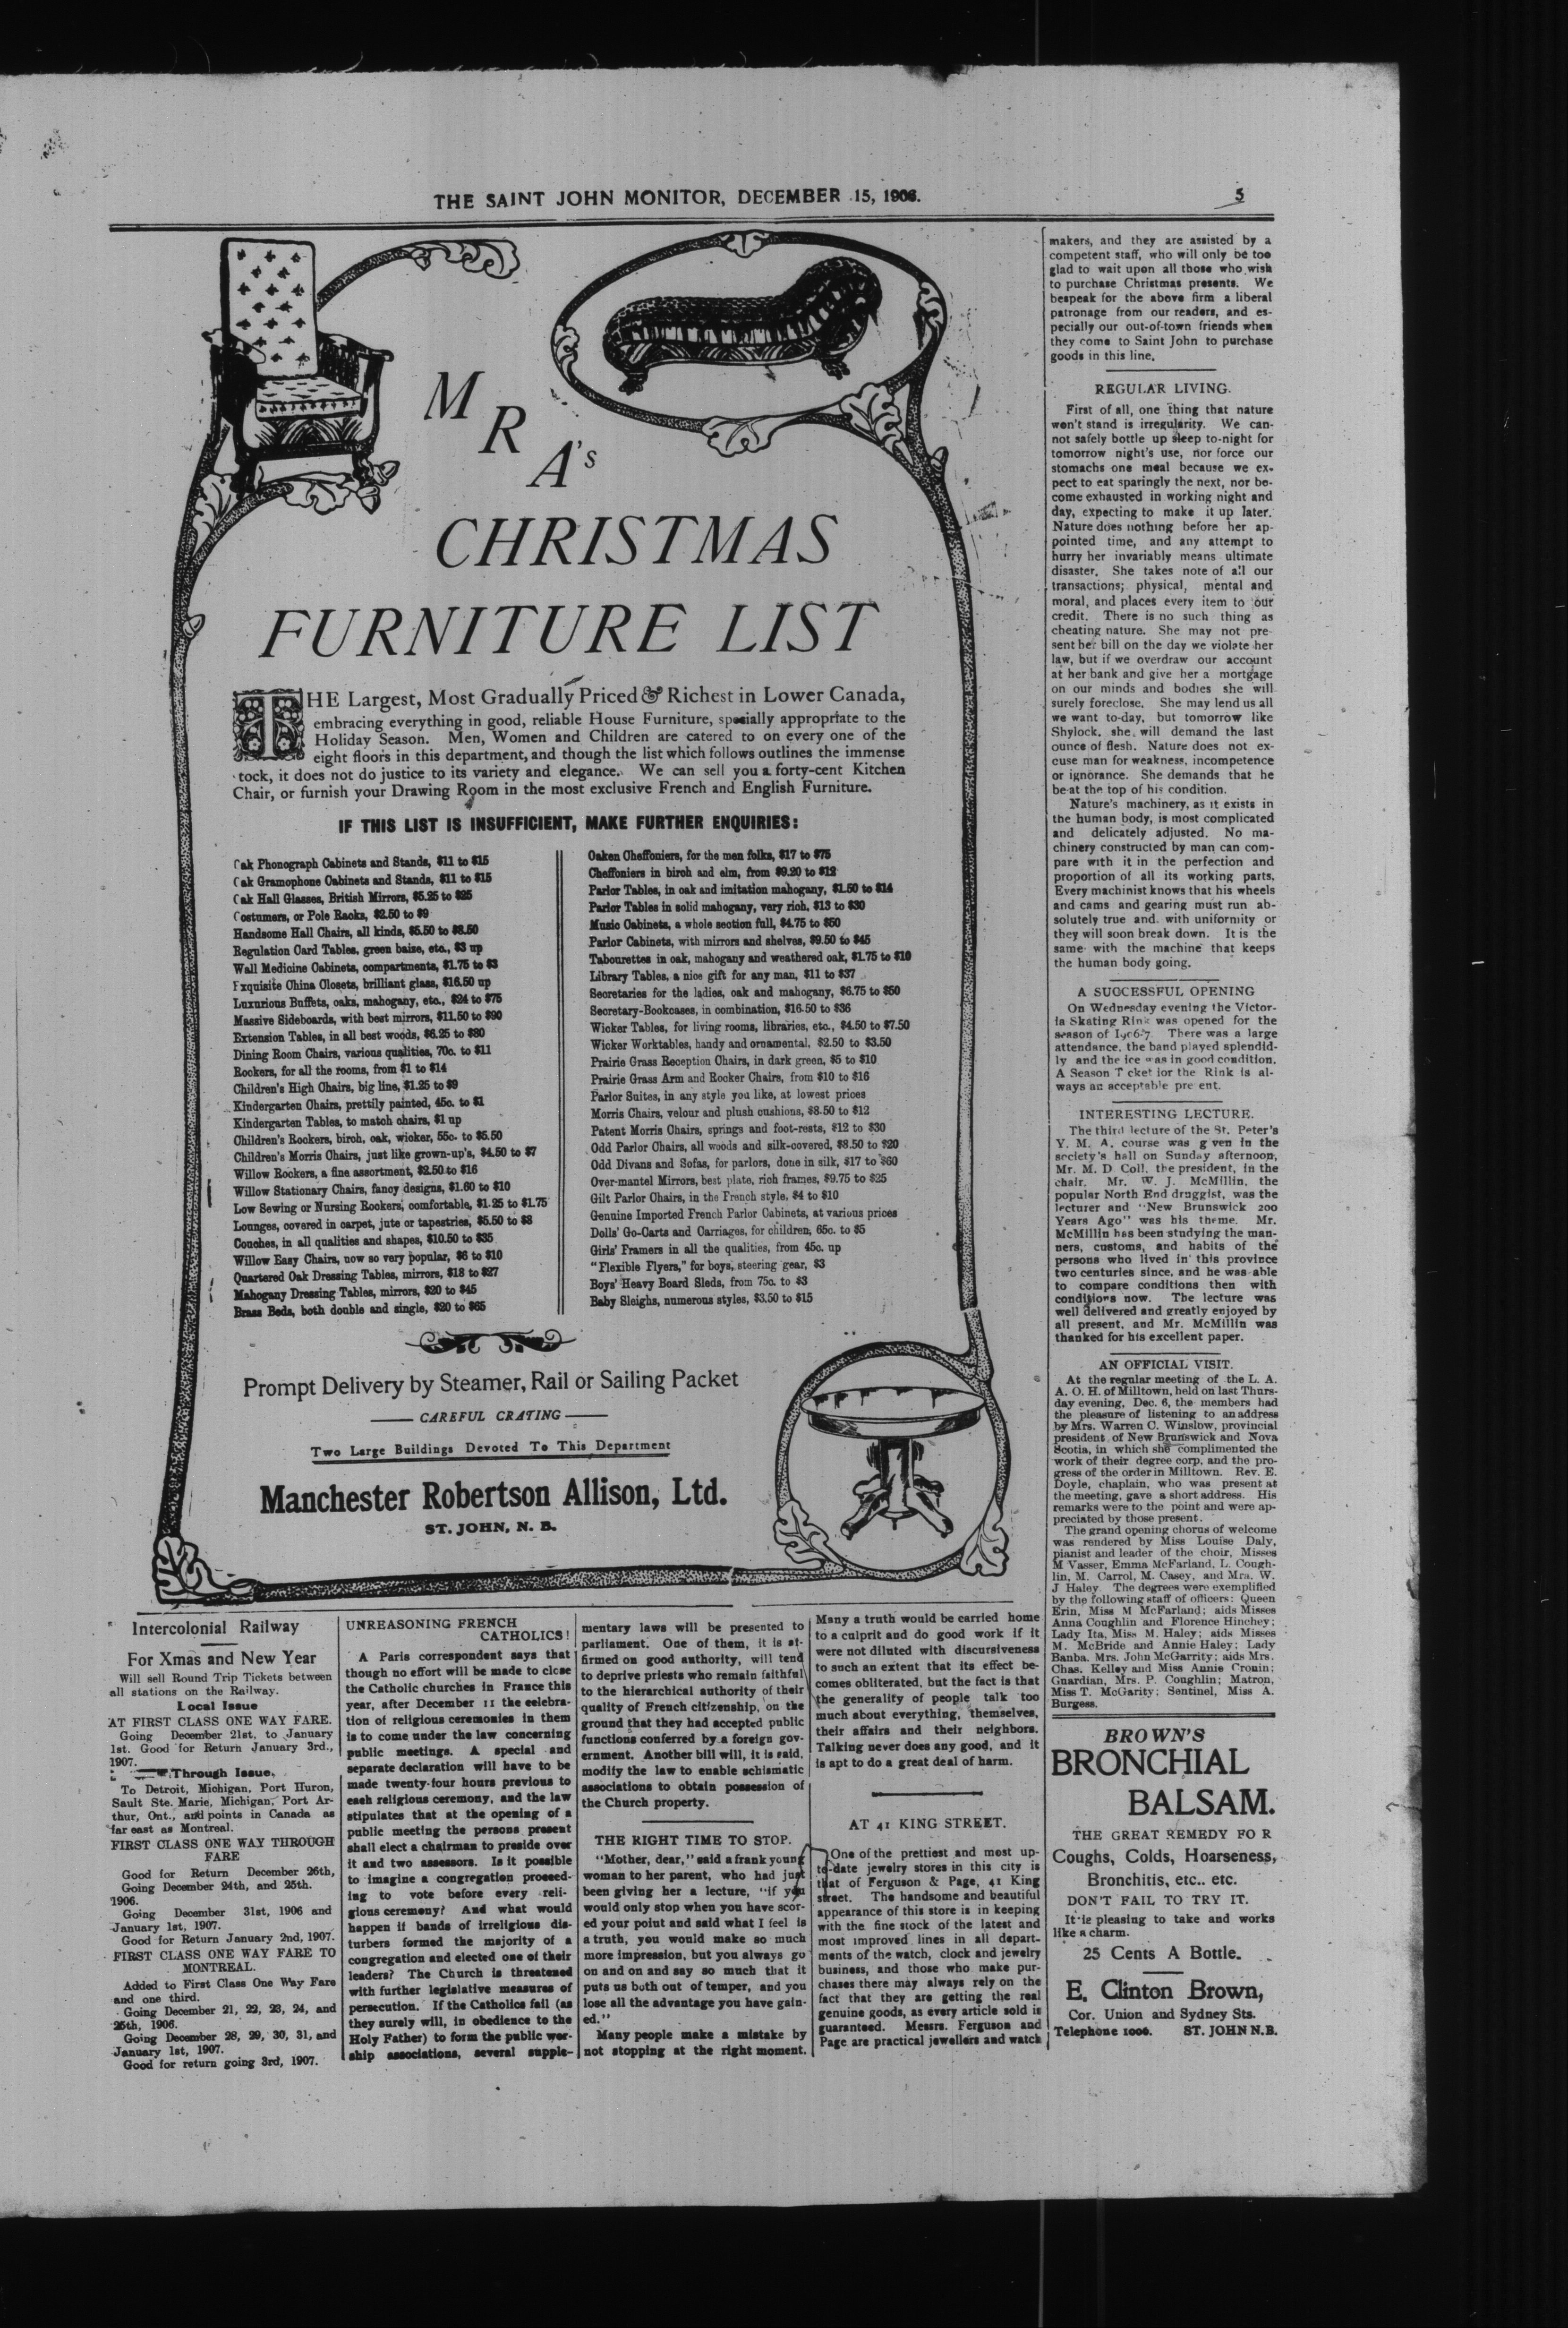 THE SAINT JOHN MONITOR, DECEMBER 15, 1906.
5
M
R
A's
CHRISTMAS
FURNITURE LIST
THE Largest, Most Gradually Priced & Richest in Lower Canada,
embracing everything in good, reliable House Furniture, specially appropriate to the
Holiday Season. Men, Women and Children are catered to on every one of the
eight floors in this department, and though the list which follows outlines the immense
tock, it does not do justice to its variety and elegance. We can sell you a forty-cent Kitchen
Chair, or furnish your Drawing Room in the most exclusive French and English Furniture.
IF THIS LIST IS INSUFFICIENT, MAKE FURTHER ENQUIRIES:
Oak Phonograph Cabinets and Stands, $11 to $15
Oak Gramophone Cabinets and Stands, $11 to $15
Oak Hall Glasses, British Mirrors, $5.25 to $25
Costumers, or Pole Racks, $2.50 to $9
Handsome Hall Chairs, all kinds, $5.50 to $8.50
Regulation Card Tables, green baize, etc., $3 up
Wall Medicine Cabinets, compartments, $1.75 to $3
Exquisite China Closets, brilliant glass, $16.50 up
Luxurious Buffets, oaks, mahogany, etc., $24 to $75
Massive Sideboards, with best mirrors, $11.50 to $90
Extension Tables, in all best woods, $6.25 to $80
Dining Room Chairs, various qualities, 70c. to $11
Rockers, for all the rooms, from $1 to $14
Children's High Chairs, big line, $1.25 to $9
Kindergarten Chairs, prettily painted, 45c. to $1
Kindergarten Tables, to match chairs, $1 up
Children's Rockers, birch, oak, wicker, 55c. to $5.50
Children's Morris Chairs, just like grown-up's, $4.50 to $7
Willow Rockers, a fine assortment, $2.50 to $16
Willow Stationary Chairs, fancy designs, $1.60 to $10
Low Sewing or Nursing Rockers, comfortable, $1.25 to $1.75
Lounges, covered in carpet, jute or tapestries, $5.50 to $8
Couches, in all qualities and shapes, $10.50 to $35
Willow Easy Chairs, now so very popular, $6 to $10
Quartered Oak Dressing Tables, mirrors, $18 to $27
Mahogany Dressing Tables, mirrors, $20 to $45
Brass Beds, both double and single, $20 to $65
Oaken Cheffoniers, for the men folks, $17 to $75
Cheffoniers in birch and elm, from $9.20 to $12
Parlor Tables, in oak and imitation mahogany, $1.50 to $14
Parlor Tables in solid mahogany, very rich, $13 to $30
Music Cabinets, a whole section full, $4.75 to $50
Parlor Cabinets, with mirrors and shelves, $9.50 to $45
Tabourettes in oak, mahogany and weathered oak, $1.75 to $10
Library Tables, a nice gift for any man, $11 to $37
Secretaries for the ladies, oak and mahogany, $6.75 to $50
Secretary-Bookcases, in combination, $16.50 to $36
Wicker Tables, for living rooms, libraries, etc., $4.50 to $7.50
Wicker Worktables, handy and ornamental, $2.50 to $3.50
Prairie Grass Reception Chairs, in dark green, $5 to $10
Prairie Grass Arm and Rocker Chairs, from $10 to $16
Parlor Suites, in any style you like, at lowest prices
Morris Chairs, velour and plush cushions, $8.50 to $12
Patent Morris Chairs, springs and foot-rests, $12 to $30
Odd Parlor Chairs, all woods and silk-covered, $8.50 to $20
Odd Divans and Sofas, for parlors, done in silk, $17 to $60
Over-mantel Mirrors, best plate, rich frames, $9.75 to $25
Gilt Parlor Chairs, in the French style, $4 to $10
Genuine Imported French Parlor Cabinets, at various prices
Dolls' Go-Carts and Carriages, for children, 65c. to $5
Girls' Framers in all the qualities, from 45c. up
"Flexible Flyers," for boys, steering gear, $3
Boys' Heavy Board Sleds, from 75c. to $3
Baby Sleighs, numerous styles, $3.50 to $15
Prompt Delivery by Steamer, Rail or Sailing Packet
CAREFUL CRATING
Two Large Buildings Devoted To This Department
Manchester Robertson Allison, Ltd.
ST. JOHN, N. B.
Intercolonial Railway
For Xmas and New Year
Will sell Round Trip Tickets between
all stations on the Railway.
Local Issue
AT FIRST CLASS ONE WAY FARE.
Going December 21st, to January
1st. Good for Return January 3rd.,
1907.
Through Issue.
To Detroit, Michigan, Port Huron,
Sault Ste. Marie, Michigan, Port Ar-
thur, Ont., and points in Canada as
far east as Montreal.
FIRST CLASS ONE WAY THROUGH
FARE
Good for Return December 26th,
Going December 24th, and 25th.
1906.
Going December 31st, 1906 and
January 1st, 1907.
Good for Return January 2nd, 1907.
FIRST CLASS ONE WAY FARE TO
MONTREAL.
Added to First Class One Way Fare
and one third.
Going December 21, 22, 23, 24, and
25th, 1906.
Going December 28, 29, 30, 31, and
January 1st, 1907.
Good for return going 3rd, 1907.
UNREASONING FRENCH
CATHOLICS!
A Paris correspondent says that
though no effort will be made to close
the Catholic churches in France this
year, after December 11 the celebra-
tion of religious ceremonies in them
is to come under the law concerning
public meetings. A special and
separate declaration will have to be
made twenty-four hours previous to
each religious ceremony, and the law
stipulates that at the opening of a
public meeting the persons present
shall elect a chairman to preside over
it and two assessors. Is it possible
to imagine a congregation proceed-
ing to vote before every reli-
gious ceremony? And what would
happen if bands of irreligious dis-
turbers formed the majority of a
congregation and elected one of their
leaders? The Church is threatened
with further legislative measures of
persecution. If the Catholics fail (as
they surely will, in obedience to the
Holy Father) to form the public wor-
ship associations, several supple-
mentary laws will be presented to
parliament. One of them, it is af-
firmed on good authority, will tend
to deprive priests who remain faithful
to the hierarchical authority of their
quality of French citizenship, on the
ground that they had accepted public
functions conferred by a foreign gov-
ernment. Another bill will, it is said,
modify the law to enable schismatic
associations to obtain possession of
the Church property.
THE RIGHT TIME TO STOP.
"Mother, dear," said a frank young
woman to her parent, who had just
been giving her a lecture, "if you
would only stop when you have scor-
ed your point and said what I feel is
a truth, you would make so much
more impression, but you always go
on and on and say so much that it
puts us both out of temper, and you
lose all the advantage you have gain-
ed."
Many people make a mistake by
not stopping at the right moment.
Many a truth would be carried home
to a culprit and do good work if it
were not diluted with discursiveness
to such an extent that its effect be-
comes obliterated, but the fact is that
the generality of people talk too
much about everything, themselves,
their affairs and their neighbors.
Talking never does any good, and it
is apt to do a great deal of harm.
AT 41 KING STREET.
One of the prettiest and most up-
to-date jewelry stores in this city is
that of Ferguson & Page, 41 King
street. The handsome and beautiful
appearance of this store is in keeping
with the fine stock of the latest and
most improved lines in all depart-
ments of the watch, clock and jewelry
business, and those who make pur-
chases there may always rely on the
fact that they are getting the real
genuine goods, as every article sold is
guaranteed. Messrs. Ferguson and
Page are practical jewellers and watch
makers, and they are assisted by a
competent staff, who will only be too
glad to wait upon all those who wish
to purchase Christmas presents. We
bespeak for the above firm a liberal
patronage from our readers, and es-
pecially our out-of-town friends when
they come to Saint John to purchase
goods in this line.
REGULAR LIVING.
First of all, one thing that nature
won't stand is irregularity. We can-
not safely bottle up sleep to-night for
tomorrow night's use, nor force our
stomachs one meal because we ex-
pect to eat sparingly the next, nor be-
come exhausted in working night and
day, expecting to make it up later.
Nature does nothing before her ap-
pointed time, and any attempt to
hurry her invariably means ultimate
disaster. She takes note of all our
transactions; physical, mental and
moral, and places every item to our
credit. There is no such thing as
cheating nature. She may not pre-
sent her bill on the day we violate her
law, but if we overdraw our account
at her bank and give her a mortgage
on our minds and bodies she will
surely foreclose. She may lend us all
we want to-day, but tomorrow like
Shylock, she will demand the last
ounce of flesh. Nature does not ex-
cuse man for weakness, incompetence
or ignorance. She demands that he
be at the top of his condition.
Nature's machinery, as it exists in
the human body, is most complicated
and delicately adjusted. No ma-
chinery constructed by man can com-
pare with it in the perfection and
proportion of all its working parts.
Every machinist knows that his wheels
and cams and gearing must run ab-
solutely true and with uniformity or
they will soon break down. It is the
same with the machine that keeps
the human body going.
A SUCCESSFUL OPENING
On Wednesday evening the Victor-
ia Skating Rink was opened for the
season of 1906-7. There was a large
attendance, the band played splendid-
ly and the ice was in good condition.
A Season T cket for the Rink is al-
ways an acceptable pre ent.
INTERESTING LECTURE.
The third lecture of the St. Peter's
Y. M. A. course was g ven in the
society's hall on Sunday afternoon,
Mr. M. D. Coll, the president, in the
chair. Mr. W. J. McMillin, the
popular North End druggist, was the
lecturer and "New Brunswick 200
Years Ago" was his theme. Mr.
McMillin has been studying the man-
ners, customs, and habits of the
persons who lived in this province
two centuries since, and he was able
to compare conditions then with
conditions now. The lecture was
well delivered and greatly enjoyed by
all present, and Mr. McMillin was
thanked for his excellent paper.
AN OFFICIAL VISIT.
At the regular meeting of the L. A.
A. O. H. of Milltown, held on last Thurs-
day evening, Dec. 6, the members had
the pleasure of listening to an address
by Mrs. Warren C. Winslow, provincial
president of New Brunswick and Nova
Scotia, in which she complimented the
work of their degree corp, and the pro-
gress of the order in Milltown. Rev. E.
Doyle, chaplain, who was present at
the meeting, gave a short address. His
remarks were to the point and were ap-
preciated by those present.
The grand opening chorus of welcome
was rendered by Miss Louise Daly,
pianist and leader of the choir, Misses
M Vasser, Emma McFarland, L. Cough-
lin, M. Carrol, M. Casey, and Mrs. W.
J Haley. The degrees were exemplified
by the following staff of officers: Queen
Erin, Miss M McFarland; aids Misses
Anna Coughlin and Florence Hinchey;
Lady Ita, Miss M. Haley; aids Misses
M. McBride and Annie Haley; Lady
Banba, Mrs. John McGarrity; aids Mrs.
Chas. Kelley and Miss Annie Cronin;
Guardian, Mrs. P. Coughlin; Matron,
Miss T. McGarity; Sentinel, Miss A.
Burgess.
BROWN'S
BRONCHIAL
BALSAM.
THE GREAT REMEDY FO R
Coughs, Colds, Hoarseness,
Bronchitis, etc.. etc.
DON'T FAIL TO TRY IT.
It is pleasing to take and works
like a charm.
25 Cents A Bottle.
E. Clinton Brown,
Cor. Union and Sydney Sts.
Telephone 1006. ST. JOHN N.B.